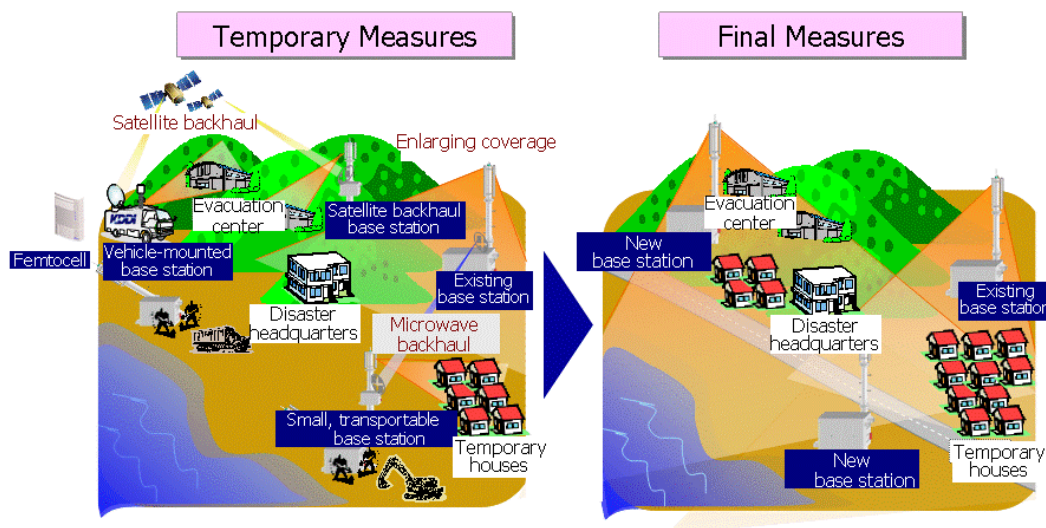 Temporary Measures
Final Measures
Satellite backhaul
Enlarging coverage
Evacuation
center
Satellite backhaul
base station
KDDI
Femtocell
Vehicle-mounted
base station
Existing
base station
Disaster
headquarters
Microwave
backhaul
Small, transportable
base station
Temporary
houses
Evacuation
center
New
base station
Existing
base station
Disaster
headquarters
New
base station
Temporary
houses